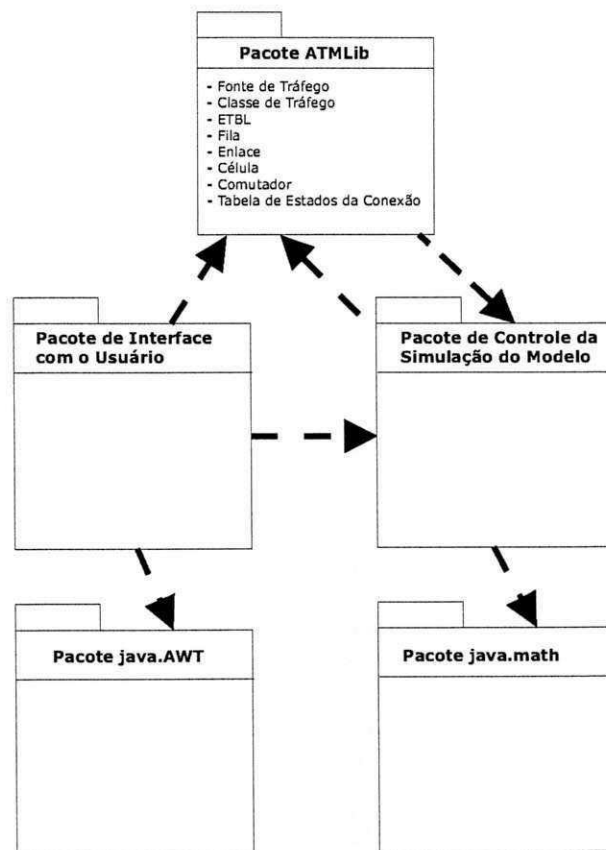 Pacote ATMLib
- Fonte de Tráfego
- Classe de Tráfego
- ETBL
- Fila
- Enlace
- Célula
- Comutador
- Tabela de Estados da Conexão
Pacote de Interface
com o Usuário
Pacote de Controle da
Simulação do Modelo
Pacote java.AWT
Pacote java.math